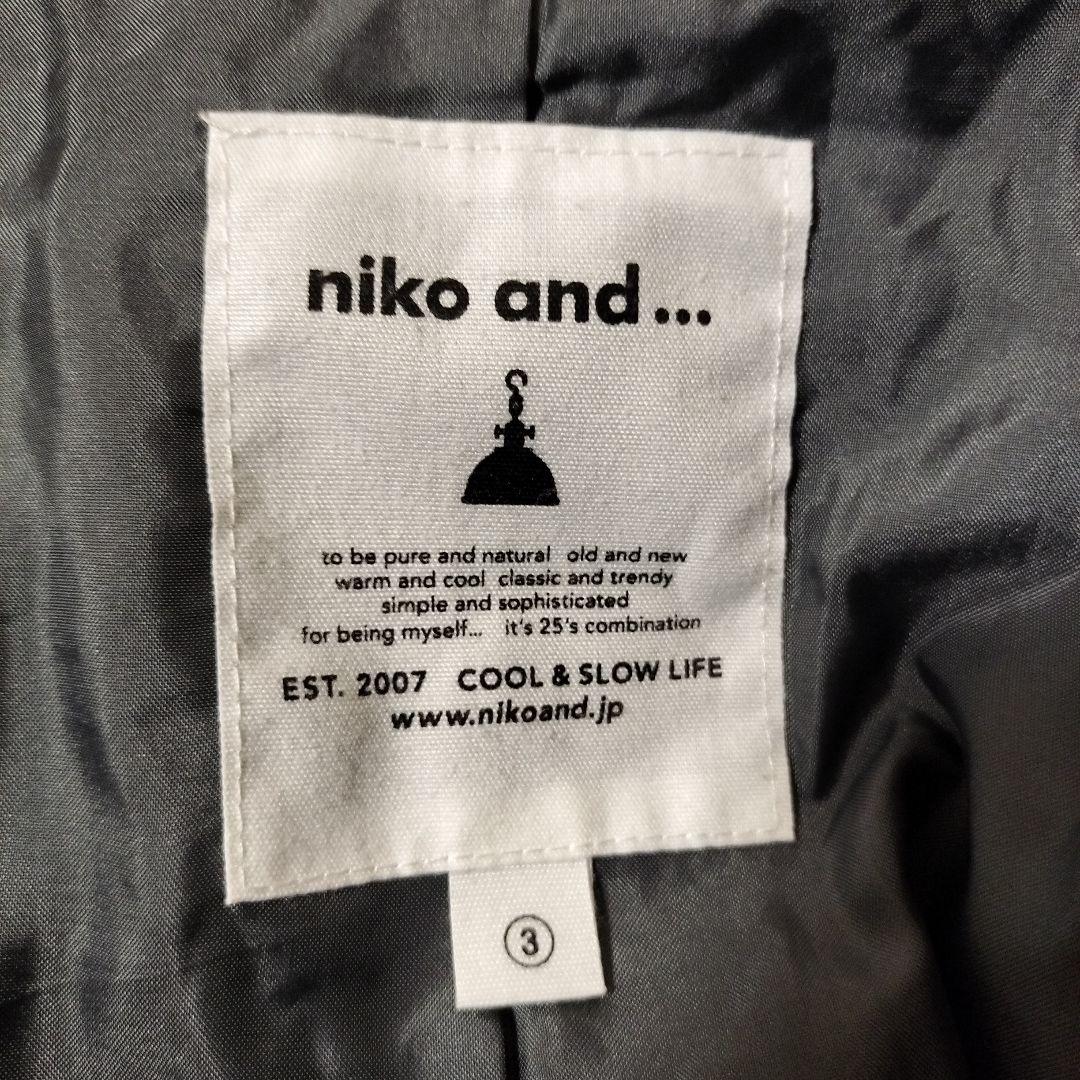 niko and...
to be pure and natural old and new
warm and cool classic and trendy
simple and sophisticated
for being myself... it's 25's combination
EST. 2007 COOL & SLOW LIFE
www.nikoand.jp
③